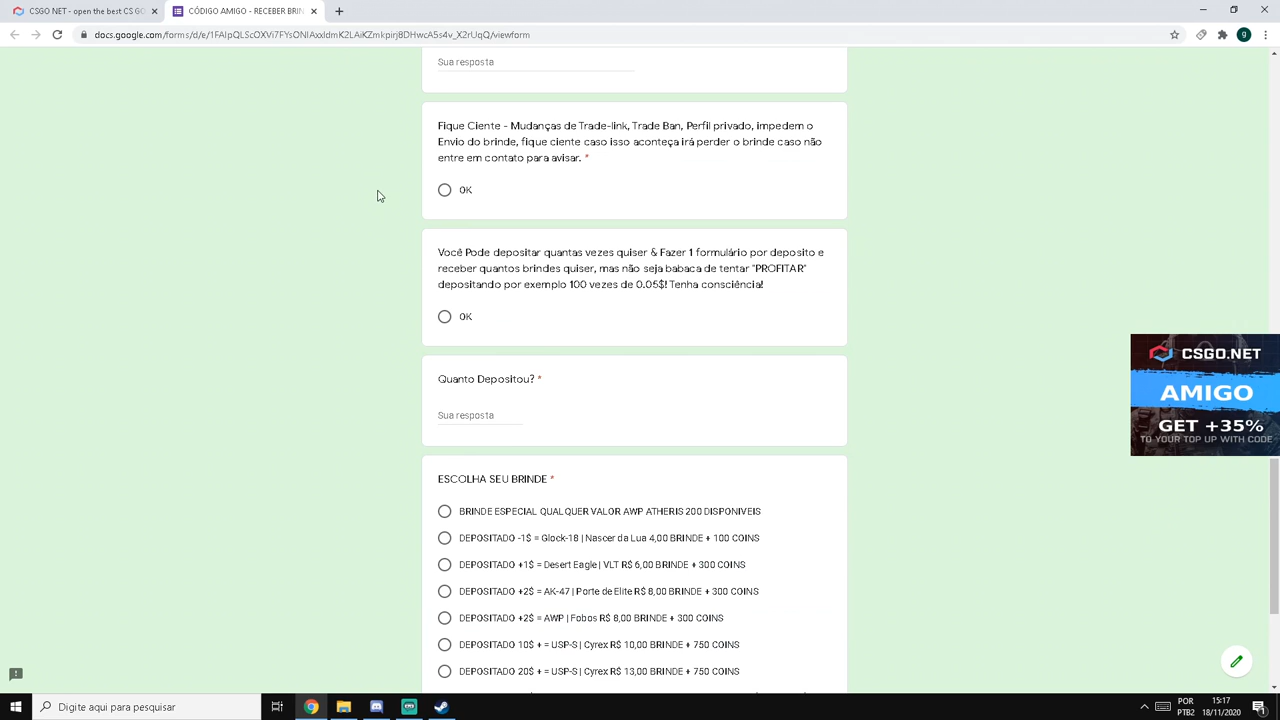 CSGO NET - open the best CS GO
CÓDIGO AMIGO - RECEBER BRIN
docs.google.com/forms/d/e/1FAIpQLScOXVi7FYsONIAxxIdmK2LAiKZmkpirj8DHwcA5s4v_X2rUqQ/viewform
g
Sua resposta
Fique Ciente - Mudanças de Trade-link, Trade Ban, Perfil privado, impedem o
Envio do brinde, fique ciente caso isso aconteça irá perder o brinde caso não
entre em contato para avisar. *
OK
Você Pode depositar quantas vezes quiser & Fazer 1 formulário por deposito e
receber quantos brindes quiser, mas não seja babaca de tentar "PROFITAR"
depositando por exemplo 100 vezes de 0.05$! Tenha consciência!
OK
CSGO.NET
AMIGO
GET +35%
TO YOUR TOP UP WITH CODE
Quanto Depositou? *
Sua resposta
ESCOLHA SEU BRINDE *
BRINDE ESPECIAL QUALQUER VALOR AWP ATHERIS 200 DISPONIVEIS
DEPOSITADO -1$ = Glock-18 | Nascer da Lua 4,00 BRINDE + 100 COINS
DEPOSITADO +1$ = Desert Eagle | VLT R$ 6,00 BRINDE + 300 COINS
DEPOSITADO +2$ = AK-47 | Porte de Elite R$ 8,00 BRINDE + 300 COINS
DEPOSITADO +2$ = AWP | Fobos R$ 8,00 BRINDE + 300 COINS
DEPOSITADO 10$ + = USP-S | Cyrex R$ 10,00 BRINDE + 750 COINS
DEPOSITADO 20$ + = USP-S | Cyrex R$ 13,00 BRINDE + 750 COINS
Digite aqui para pesquisar
POR
PTB2
15:17
18/11/2020
1